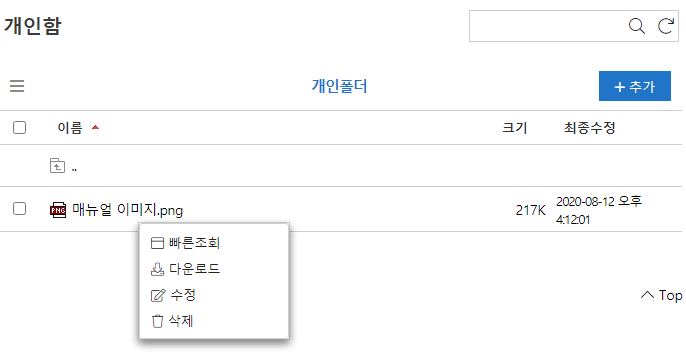 개인함
개인폴더
+ 추가
이름 크기 최종수정
..
PNG 매뉴얼 이미지.png 217K 2020-08-12 오후
4:12:01
빠른조회
다운로드
수정
삭제
Top